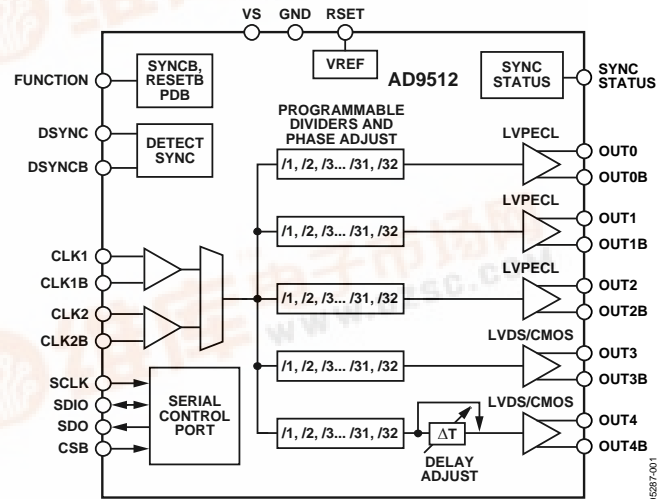 VS GND RSET
FUNCTION
SYNCB,
RESETB
PDB
VREF
AD9512
SYNC
STATUS
SYNC
STATUS
DSYNC
DSYNCB
DETECT
SYNC
PROGRAMMABLE
DIVIDERS AND
PHASE ADJUST
/1, /2, /3... /31, /32
LVPECL
OUT0
OUT0B
/1, /2, /3... /31, /32
LVPECL
OUT1
OUT1B
CLK1
CLK1B
CLK2
CLK2B
/1, /2, /3... /31, /32
LVPECL
OUT2
OUT2B
/1, /2, /3... /31, /32
LVDS/CMOS
OUT3
OUT3B
SCLK
SDIO
SDO
CSB
SERIAL
CONTROL
PORT
/1, /2, /3... /31, /32
ΔT
DELAY
ADJUST
LVDS/CMOS
OUT4
OUT4B
05287-001